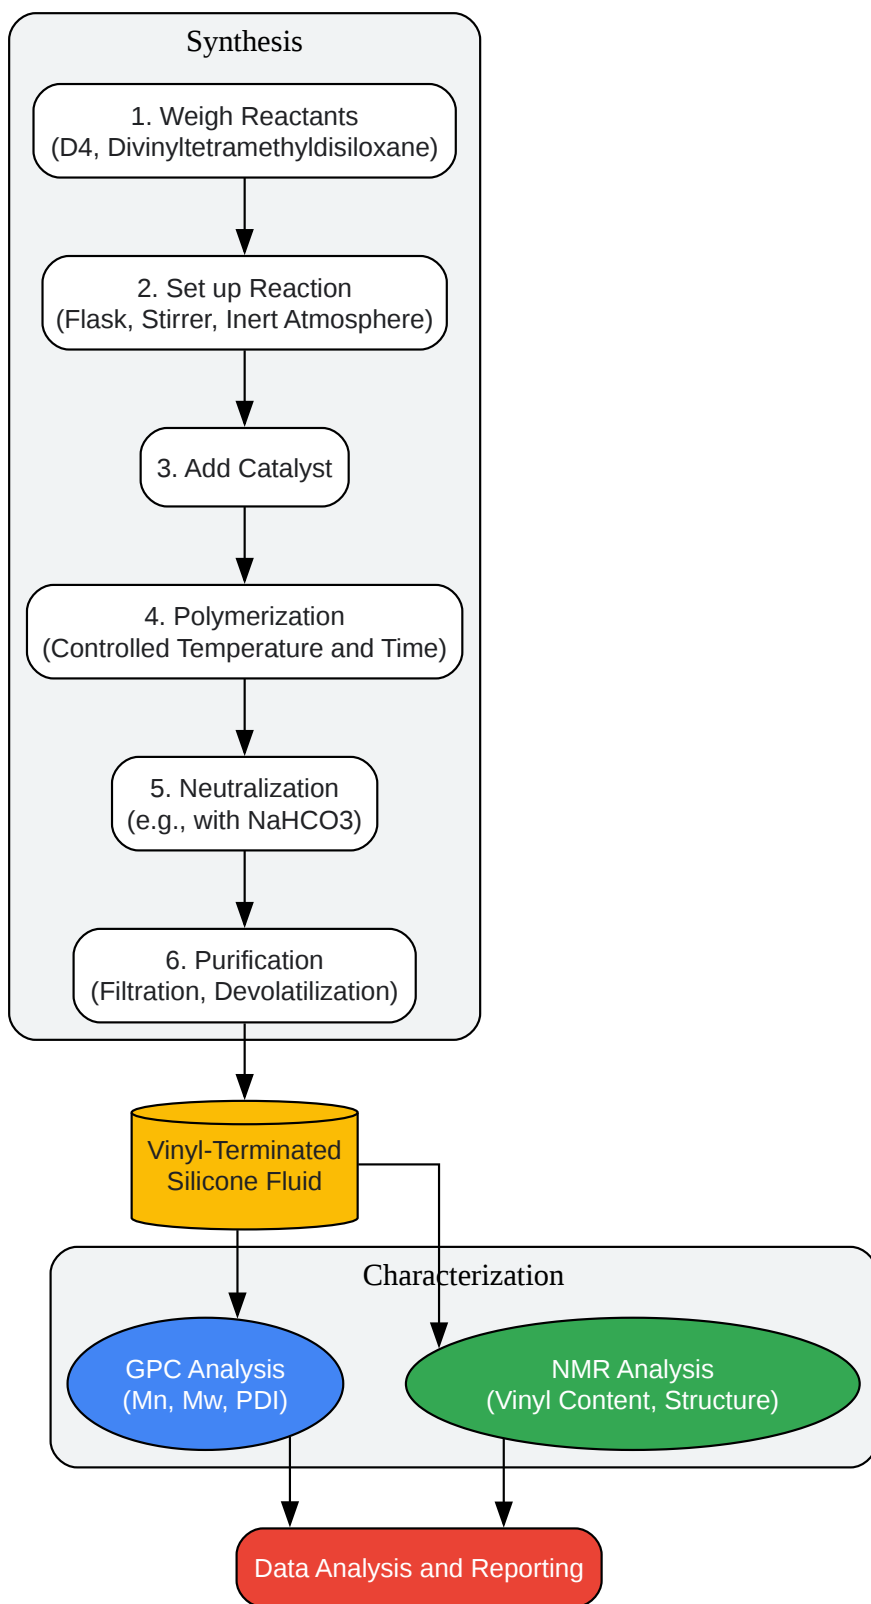 Synthesis
1. Weigh Reactants
(D4, Divinyltetramethyldisiloxane)
2. Set up Reaction
(Flask, Stirrer, Inert Atmosphere)
3. Add Catalyst
4. Polymerization
(Controlled Temperature and Time)
5. Neutralization
(e.g., with NaHCO3)
6. Purification
(Filtration, Devolatilization)
Vinyl-Terminated
Silicone Fluid
Characterization
GPC Analysis
(Mn, Mw, PDI)
NMR Analysis
(Vinyl Content, Structure)
Data Analysis and Reporting